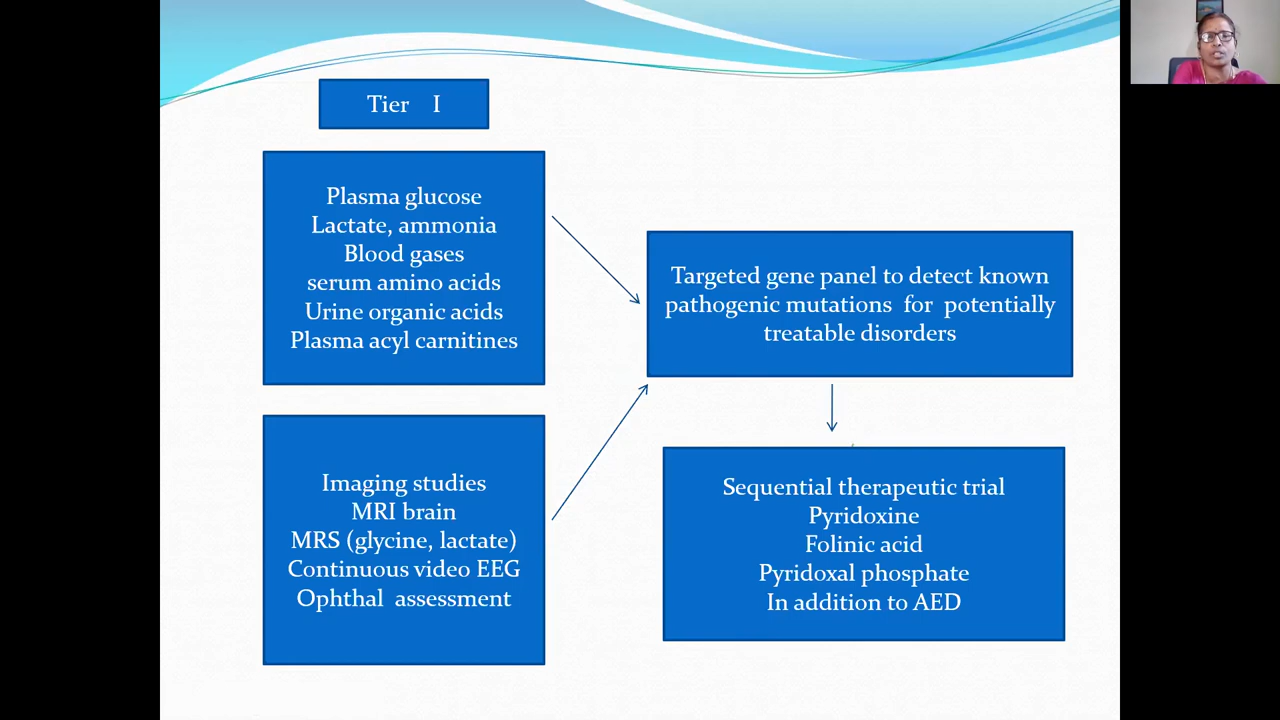 Tier I
Plasma glucose
Lactate, ammonia
Blood gases
serum amino acids
Urine organic acids
Plasma acyl carnitines
Imaging studies
MRI brain
MRS (glycine, lactate)
Continuous video EEG
Ophthal assessment
Targeted gene panel to detect known
pathogenic mutations for potentially
treatable disorders
Sequential therapeutic trial
Pyridoxine
Folinic acid
Pyridoxal phosphate
In addition to AED